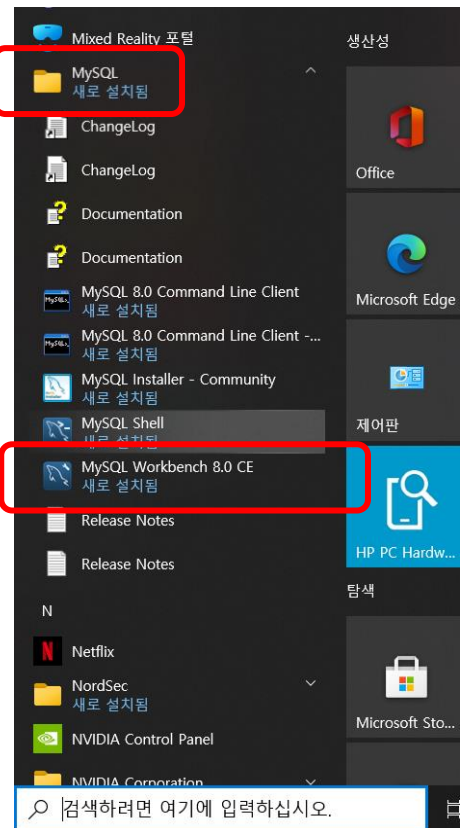 Mixed Reality 포털
MySQL
새로 설치됨
ChangeLog
ChangeLog
Documentation
Documentation
MySQL 8.0 Command Line Client
새로 설치됨
MySQL 8.0 Command Line Client -...
새로 설치됨
MySQL Installer - Community
새로 설치됨
MySQL Shell
새로 설치됨
MySQL Workbench 8.0 CE
새로 설치됨
Release Notes
Release Notes
N
Netflix
NordSec
새로 설치됨
NVIDIA Control Panel
NVIDIA Corporation
검색하려면 여기에 입력하십시오.
생산성
Office
Microsoft Edge
제어판
HP PC Hardw...
탐색
Microsoft Sto...